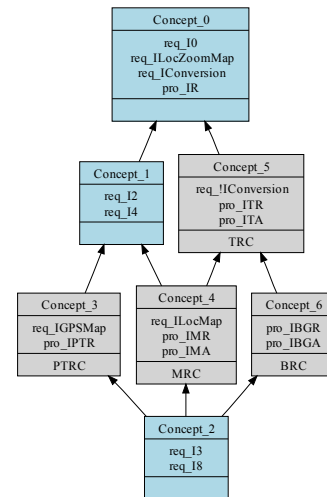 Concept_0
req_I0
req_ILocZoomMap
req_IConversion
pro_IR
Concept_5
req_!IConversion
pro_ITR
pro_ITA
TRC
Concept_1
req_I2
req_I4
Concept_3
req_IGPSMap
pro_IPTR
PTRC
Concept_4
req_ILocMap
pro_IMR
pro_IMA
MRC
Concept_6
pro_IBGR
pro_IBGA
BRC
Concept_2
req_I3
req_I8